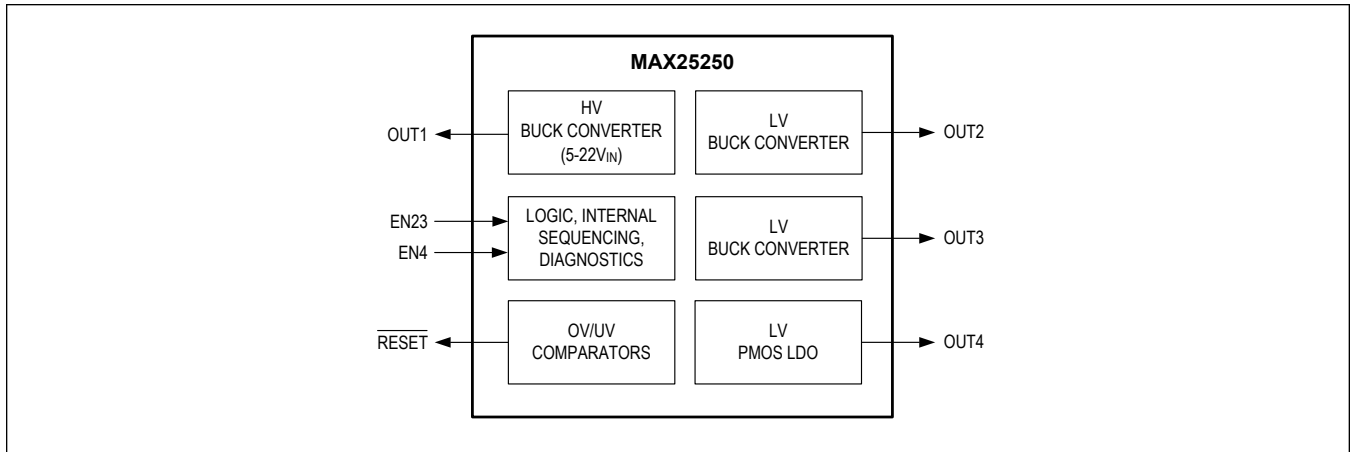 MAX25250
HV
BUCK CONVERTER
(5-22VIN)
LV
BUCK CONVERTER
OUT1
OUT2
LOGIC, INTERNAL
SEQUENCING,
DIAGNOSTICS
LV
BUCK CONVERTER
EN23
EN4
OUT3
OV/UV
COMPARATORS
LV
PMOS LDO
RESET
OUT4